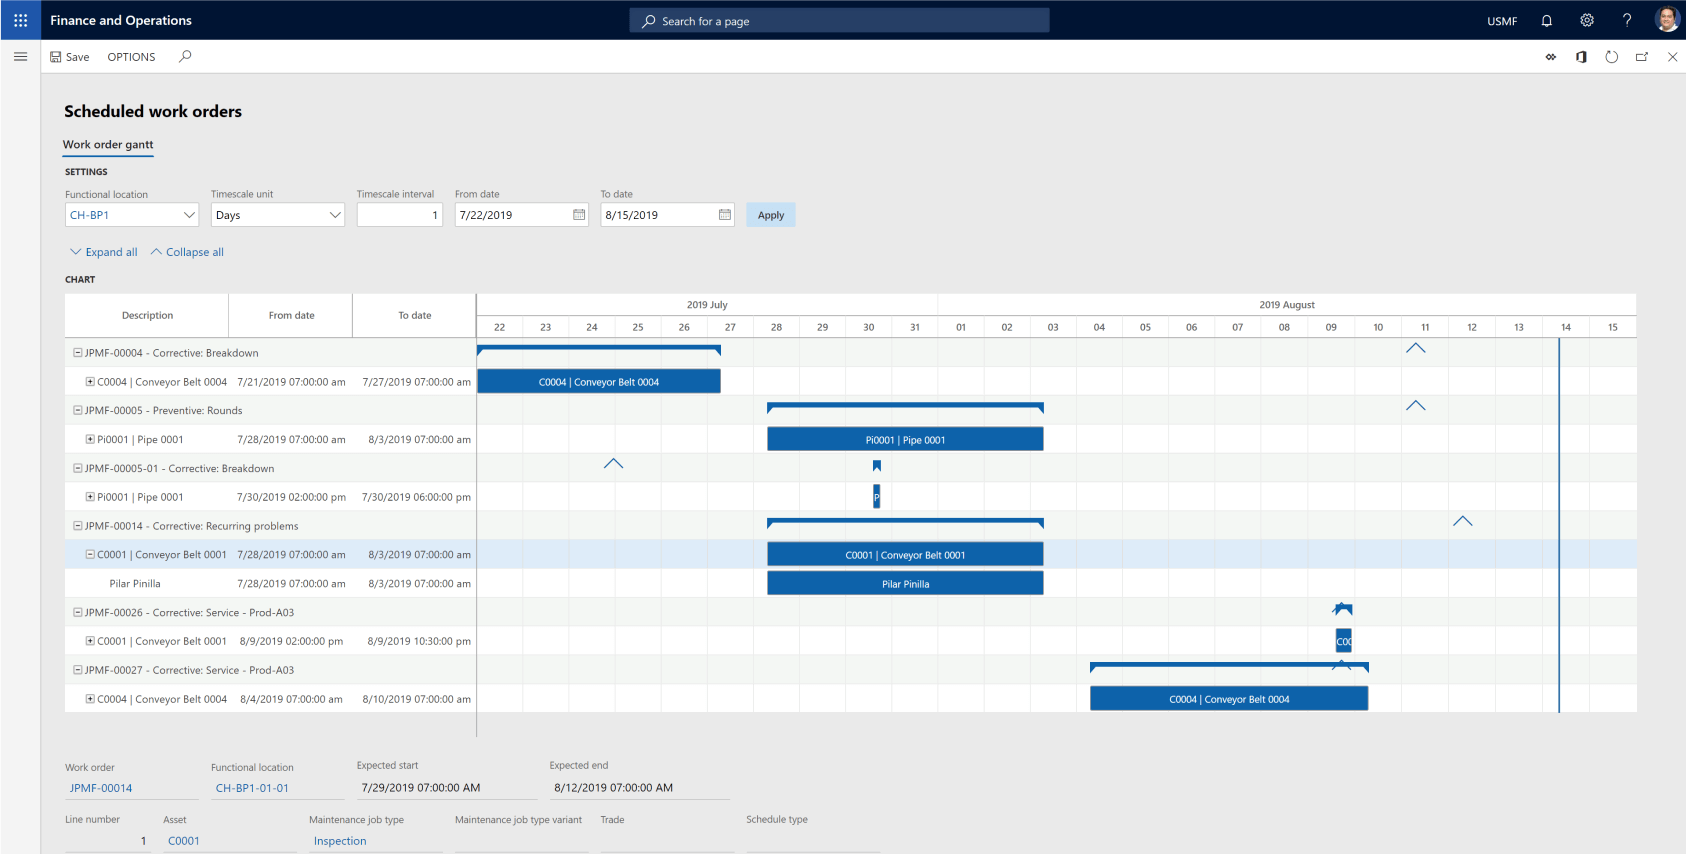 Finance and Operations
Search for a page
USMF
?
Save
OPTIONS
Scheduled work orders
Work order gantt
SETTINGS
Functional location Timescale unit Timescale interval From date To date
CH-BP1 Days 1 7/22/2019 8/15/2019 Apply
Expand all Collapse all
CHART
Description From date To date 2019 July 2019 August
22 23 24 25 26 27 28 29 30 31 01 02 03 04 05 06 07 08 09 10 11 12 13 14 15
JPMF-00004 - Corrective: Breakdown
C0004 | Conveyor Belt 0004 7/21/2019 07:00:00 am 7/27/2019 07:00:00 am C0004 | Conveyor Belt 0004
JPMF-00005 - Preventive: Rounds
Pi0001 | Pipe 0001 7/28/2019 07:00:00 am 8/3/2019 07:00:00 am Pi0001 | Pipe 0001
JPMF-00005-01 - Corrective: Breakdown
Pi0001 | Pipe 0001 7/30/2019 02:00:00 pm 7/30/2019 06:00:00 pm P
JPMF-00014 - Corrective: Recurring problems
C0001 | Conveyor Belt 0001 7/28/2019 07:00:00 am 8/3/2019 07:00:00 am C0001 | Conveyor Belt 0001
Pilar Pinilla 7/28/2019 07:00:00 am 8/3/2019 07:00:00 am Pilar Pinilla
JPMF-00026 - Corrective: Service - Prod-A03
C0001 | Conveyor Belt 0001 8/9/2019 02:00:00 pm 8/9/2019 10:30:00 pm C00
JPMF-00027 - Corrective: Service - Prod-A03
C0004 | Conveyor Belt 0004 8/4/2019 07:00:00 am 8/10/2019 07:00:00 am C0004 | Conveyor Belt 0004
Work order Functional location Expected start Expected end
JPMF-00014 CH-BP1-01-01 7/29/2019 07:00:00 AM 8/12/2019 07:00:00 AM
Line number Asset Maintenance job type Maintenance job type variant Trade Schedule type
1 C0001 Inspection